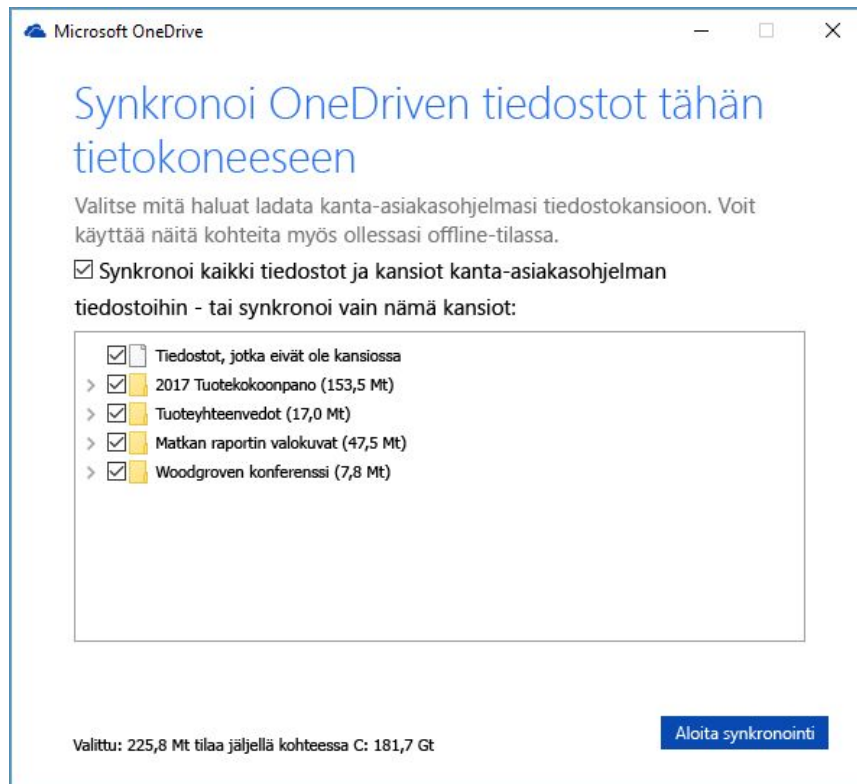 Microsoft OneDrive
Synkronoi OneDriven tiedostot tähän
tietokoneeseen
Valitse mitä haluat ladata kanta-asiakasohjelmasi tiedostokansioon. Voit
käyttää näitä kohteita myös ollessasi offline-tilassa.
Synkronoi kaikki tiedostot ja kansiot kanta-asiakasohjelman
tiedostoihin - tai synkronoi vain nämä kansiot:
Tiedostot, jotka eivät ole kansiossa
2017 Tuotekokoonpano (153,5 Mt)
Tuoteyhteenvedot (17,0 Mt)
Matkan raportin valokuvat (47,5 Mt)
Woodgroven konferenssi (7,8 Mt)
Aloita synkronointi
Valittu: 225,8 Mt tilaa jäljellä kohteessa C: 181,7 Gt